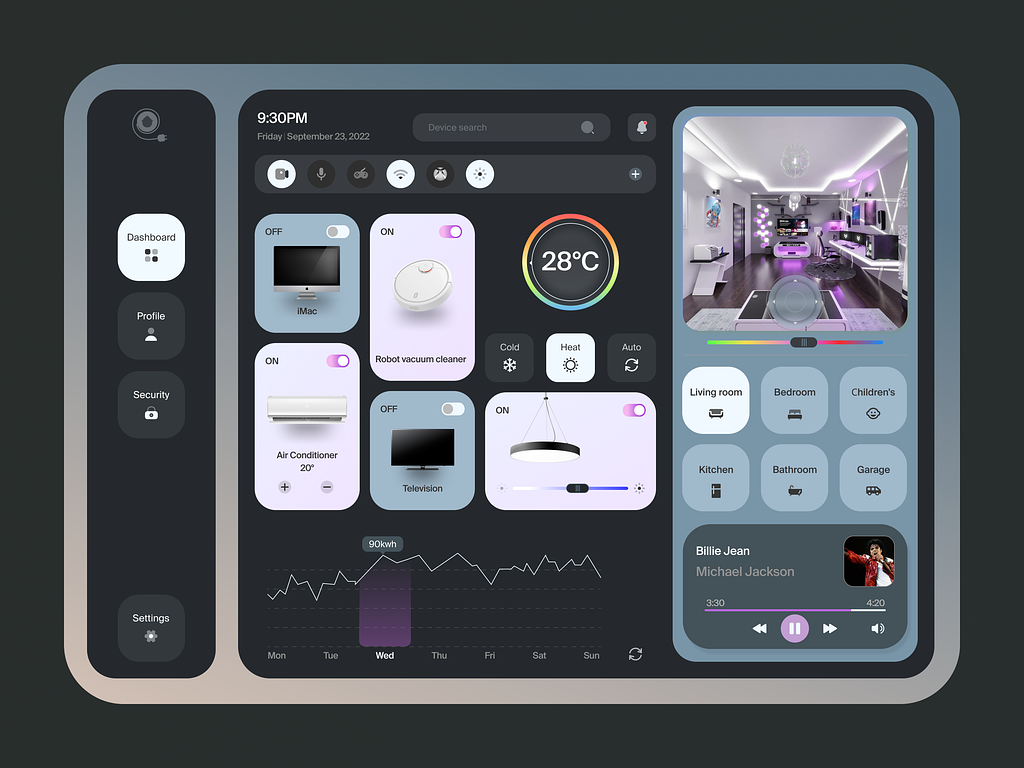 9:30PM
Friday | September 23, 2022
Device search
Dashboard
Profile
Security
Settings
OFF
iMac
ON
Robot vacuum cleaner
28°C
Cold
Heat
Auto
ON
Air Conditioner
20°
OFF
Television
ON
90kwh
Mon
Tue
Wed
Thu
Fri
Sat
Sun
Living room
Bedroom
Children's
Kitchen
Bathroom
Garage
Billie Jean
Michael Jackson
3:30
4:20